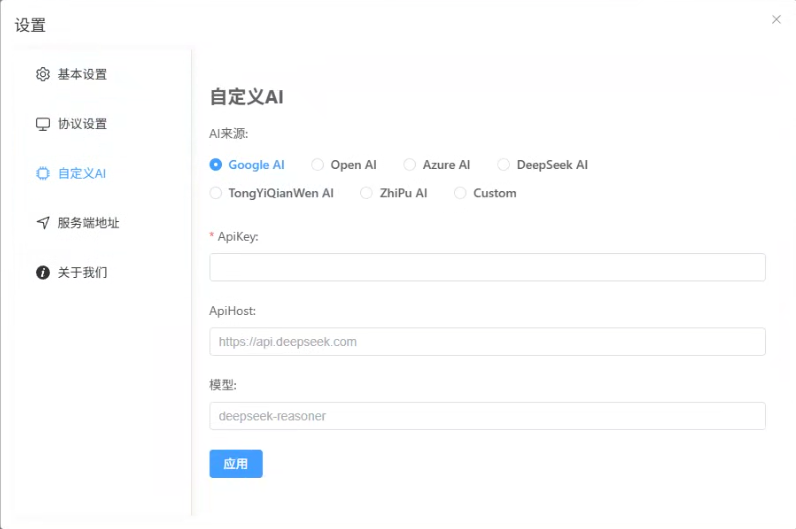 设置
基本设置
协议设置
自定义AI
服务端地址
关于我们
自定义AI
AI来源:
Google AI Open AI Azure AI DeepSeek AI
TongYiQianWen AI ZhiPu AI Custom
* ApiKey:
ApiHost:
https://api.deepseek.com
模型:
deepseek-reasoner
应用